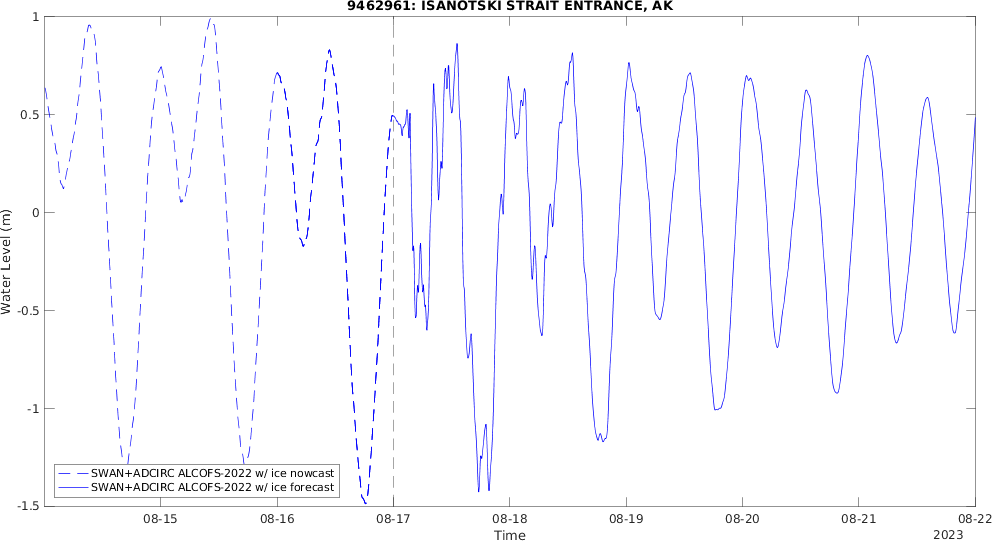 9462961: ISANOTSKI STRAIT ENTRANCE, AK
1
0.5
0
-0.5
-1
-1.5
Water Level (m)
SWAN+ADCIRC ALCOFS-2022 w/ ice nowcast
SWAN+ADCIRC ALCOFS-2022 w/ ice forecast
08-15 08-16 08-17 08-18 08-19 08-20 08-21 08-22
Time
2023